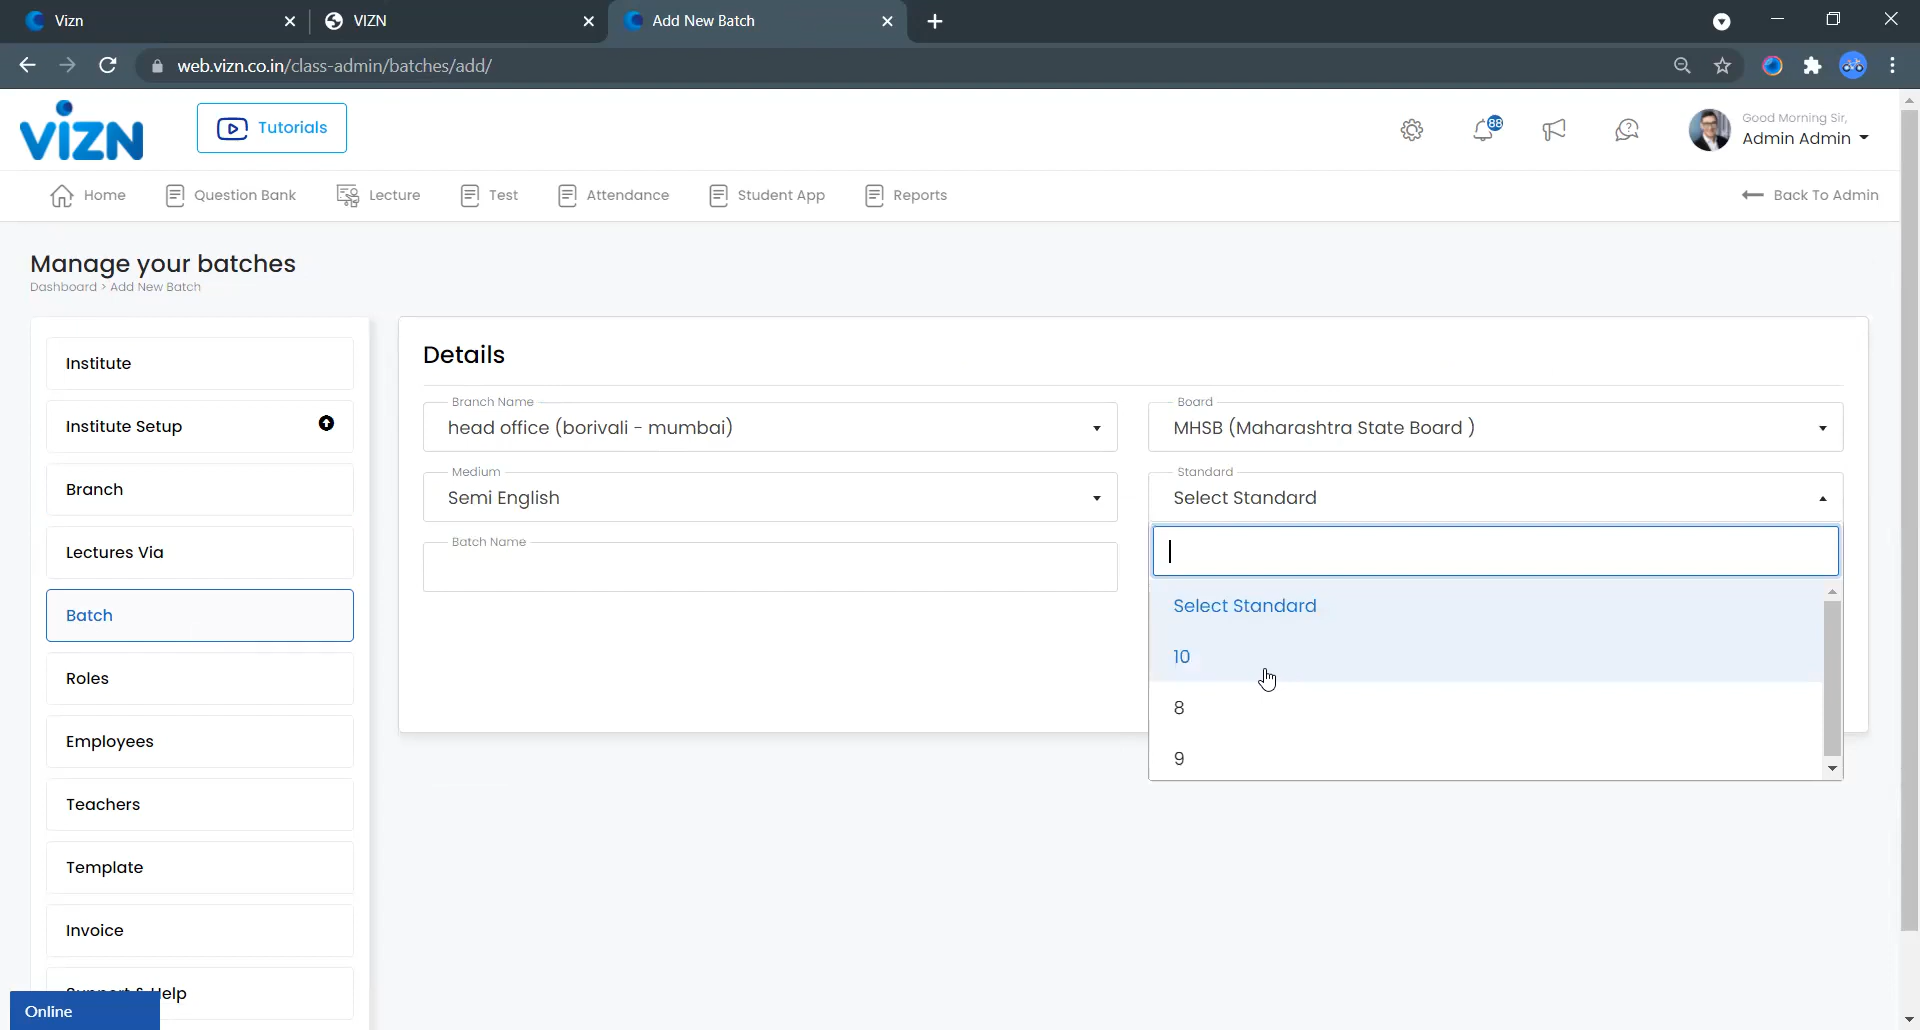 Vizn
VIZN
Add New Batch
web.vizn.co.in/class-admin/batches/add/
VIZN
Tutorials
88
Good Morning Sir,
Admin Admin
Home
Question Bank
Lecture
Test
Attendance
Student App
Reports
Back To Admin
Manage your batches
Dashboard > Add New Batch
Institute
Institute Setup
Branch
Lectures Via
Batch
Roles
Employees
Teachers
Template
Invoice
Support & Help
Online
Details
Branch Name
head office (borivali - mumbai)
Board
MHSB (Maharashtra State Board )
Medium
Semi English
Standard
Select Standard
Batch Name
Select Standard
10
8
9